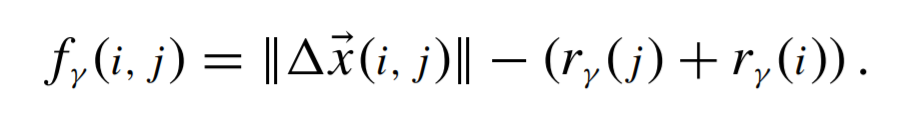 f_γ(i, j) = ‖Δx⃗(i, j)‖ − (r_γ(j) + r_γ(i)) .